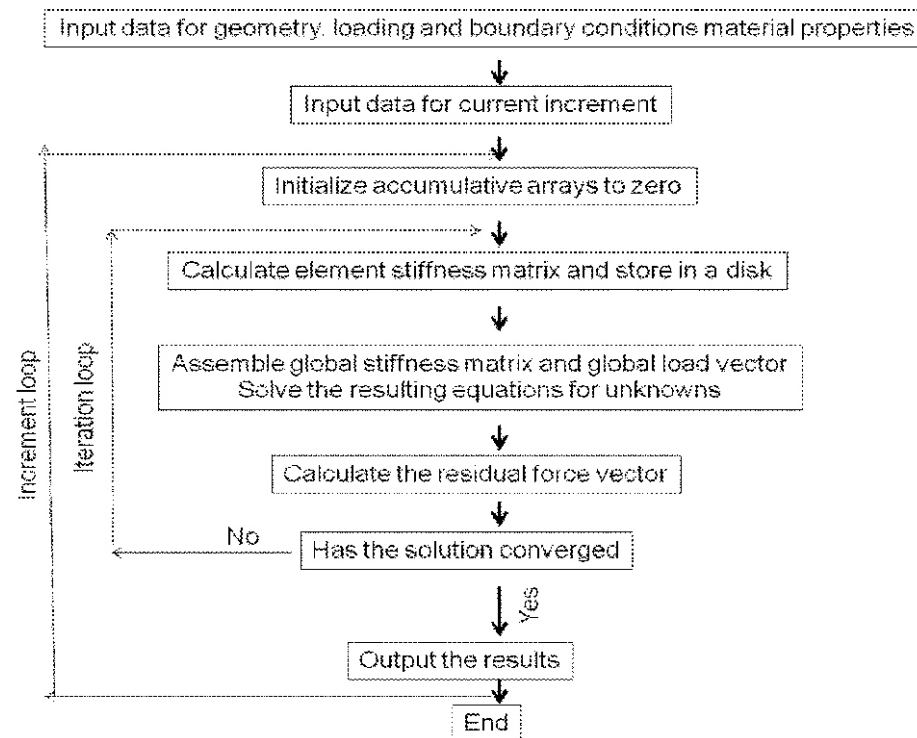 Input data for geometry, loading and boundary conditions material properties
Input data for current increment
Initialize accumulative arrays to zero
Calculate element stiffness matrix and store in a disk
Assemble global stiffness matrix and global load vector
Solve the resulting equations for unknowns
Increment loop
Iteration loop
Calculate the residual force vector
No
Has the solution converged
Yes
Output the results
End